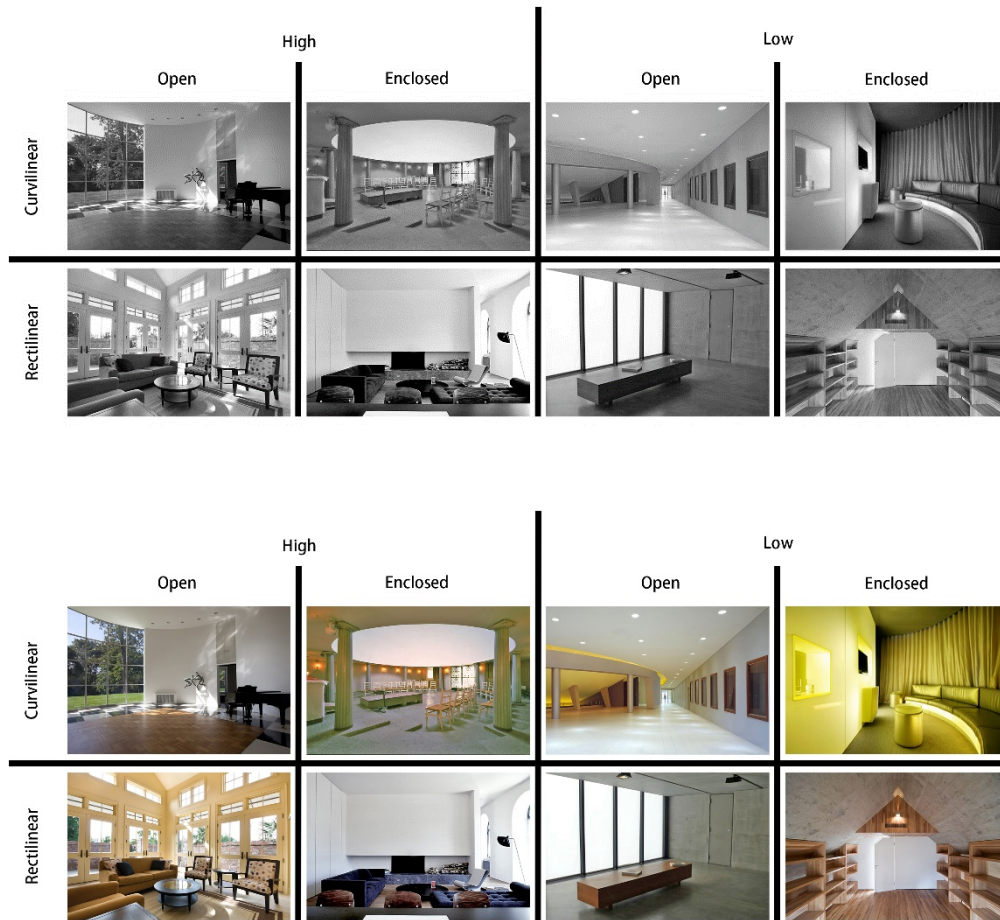 High Low
Open Enclosed Open Enclosed
Curvilinear
Rectilinear
High Low
Open Enclosed Open Enclosed
Curvilinear
Rectilinear